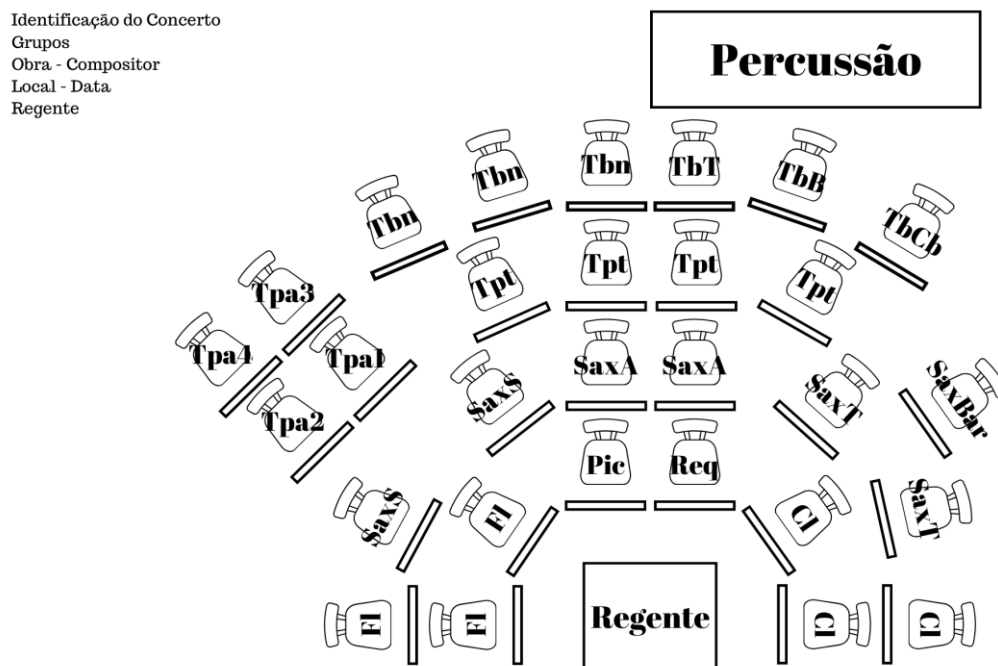 Identificação do Concerto
Grupos
Obra - Compositor
Local - Data
Regente
Percussão
Tbn
Tbn
Tbn
TbT
TbB
TbCb
Tpt
Tpt
Tpt
Tpt
Tpa3
Tpa4
Tpa1
Tpa2
SaxS
SaxA
SaxA
SaxT
SaxBar
Pic
Req
SaxS
Fl
Cl
SaxT
Fl
Fl
Regente
Cl
Cl